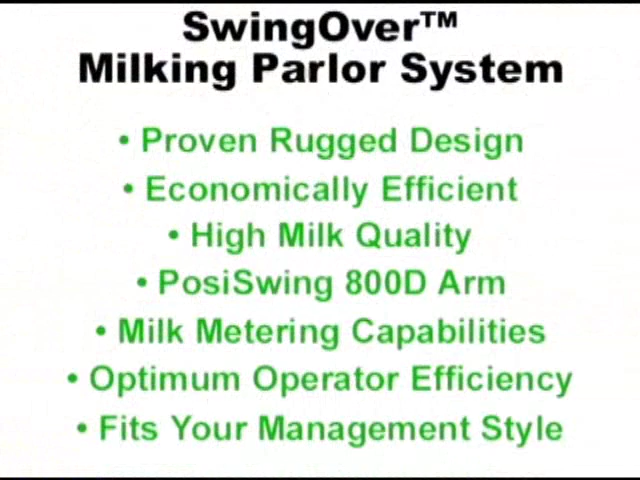 SwingOver™
Milking Parlor System
• Proven Rugged Design
• Economically Efficient
• High Milk Quality
• PosiSwing 800D Arm
• Milk Metering Capabilities
• Optimum Operator Efficiency
• Fits Your Management Style